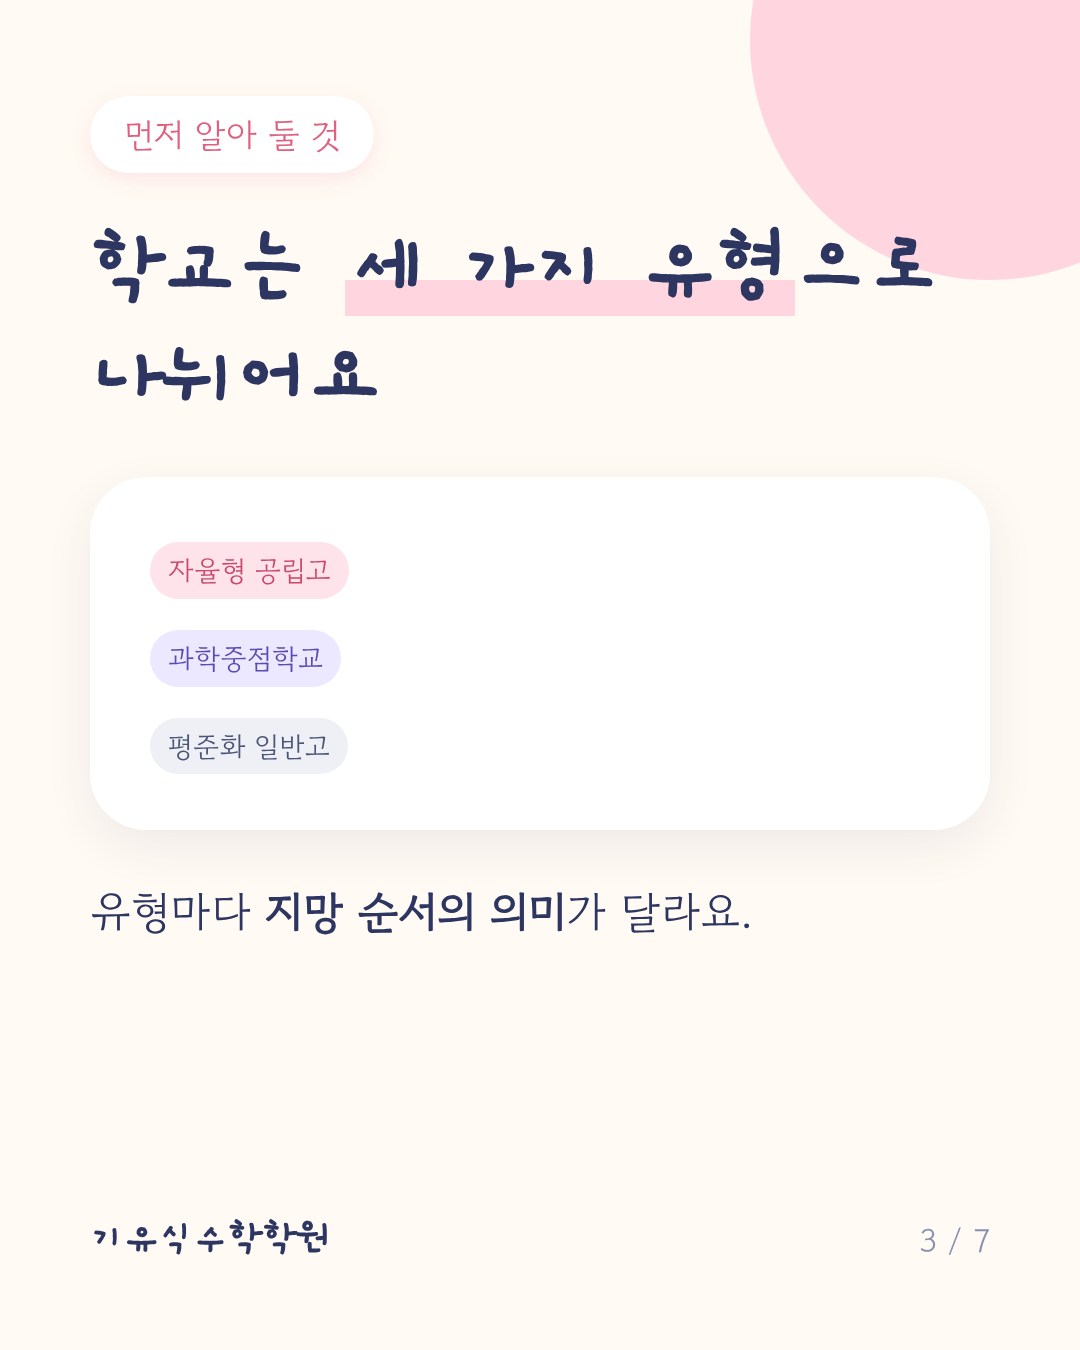 먼저 알아 둘 것
학교는 세 가지 유형으로
나뉘어요
자율형 공립고
과학중점학교
평준화 일반고
유형마다 지망 순서의 의미가 달라요.
기유식수학학원
3 / 7